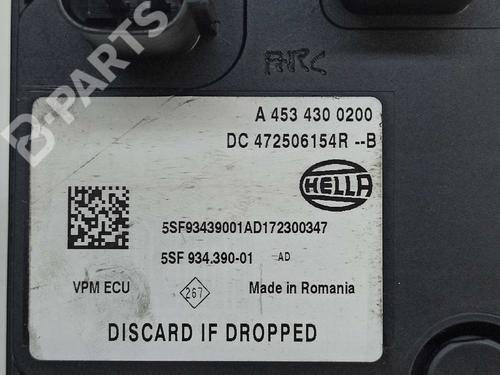 B-PARTS
FNRC
A 453 430 0200
DC 472506154R --B
HELLA
5SF93439001AD172300347
5SF 934.390-01 AD
VPM ECU
267
Made in Romania
DISCARD IF DROPPED